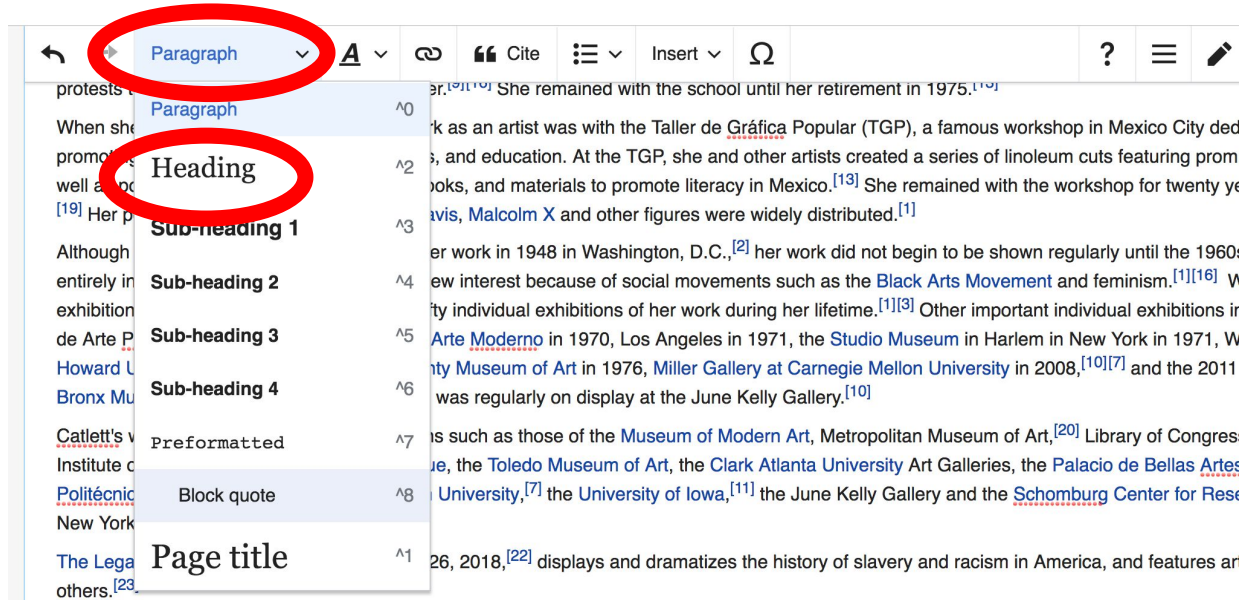 Paragraph A Cite Insert Ω ?
Paragraph ^0
Heading ^2
Sub-heading 1 ^3
Sub-heading 2 ^4
Sub-heading 3 ^5
Sub-heading 4 ^6
Preformatted ^7
Block quote ^8
Page title ^1
protests er.[9][10] She remained with the school until her retirement in 1975.[13]
When she k as an artist was with the Taller de Gráfica Popular (TGP), a famous workshop in Mexico City ded
promoting s, and education. At the TGP, she and other artists created a series of linoleum cuts featuring prom
well a ooks, and materials to promote literacy in Mexico.[13] She remained with the workshop for twenty ye
[19] Her p avis, Malcolm X and other figures were widely distributed.[1]
Although er work in 1948 in Washington, D.C.,[2] her work did not begin to be shown regularly until the 1960s
entirely in ew interest because of social movements such as the Black Arts Movement and feminism.[1][16] W
exhibition fty individual exhibitions of her work during her lifetime.[1][3] Other important individual exhibitions in
de Arte P Arte Moderno in 1970, Los Angeles in 1971, the Studio Museum in Harlem in New York in 1971, W
Howard U nty Museum of Art in 1976, Miller Gallery at Carnegie Mellon University in 2008,[10][7] and the 2011
Bronx Mu was regularly on display at the June Kelly Gallery.[10]
Catlett's w ns such as those of the Museum of Modern Art, Metropolitan Museum of Art,[20] Library of Congress
Institute o ue, the Toledo Museum of Art, the Clark Atlanta University Art Galleries, the Palacio de Bellas Artes
Politécnic University,[7] the University of Iowa,[11] the June Kelly Gallery and the Schomburg Center for Rese
New York
The Lega 26, 2018,[22] displays and dramatizes the history of slavery and racism in America, and features art
others.[23]